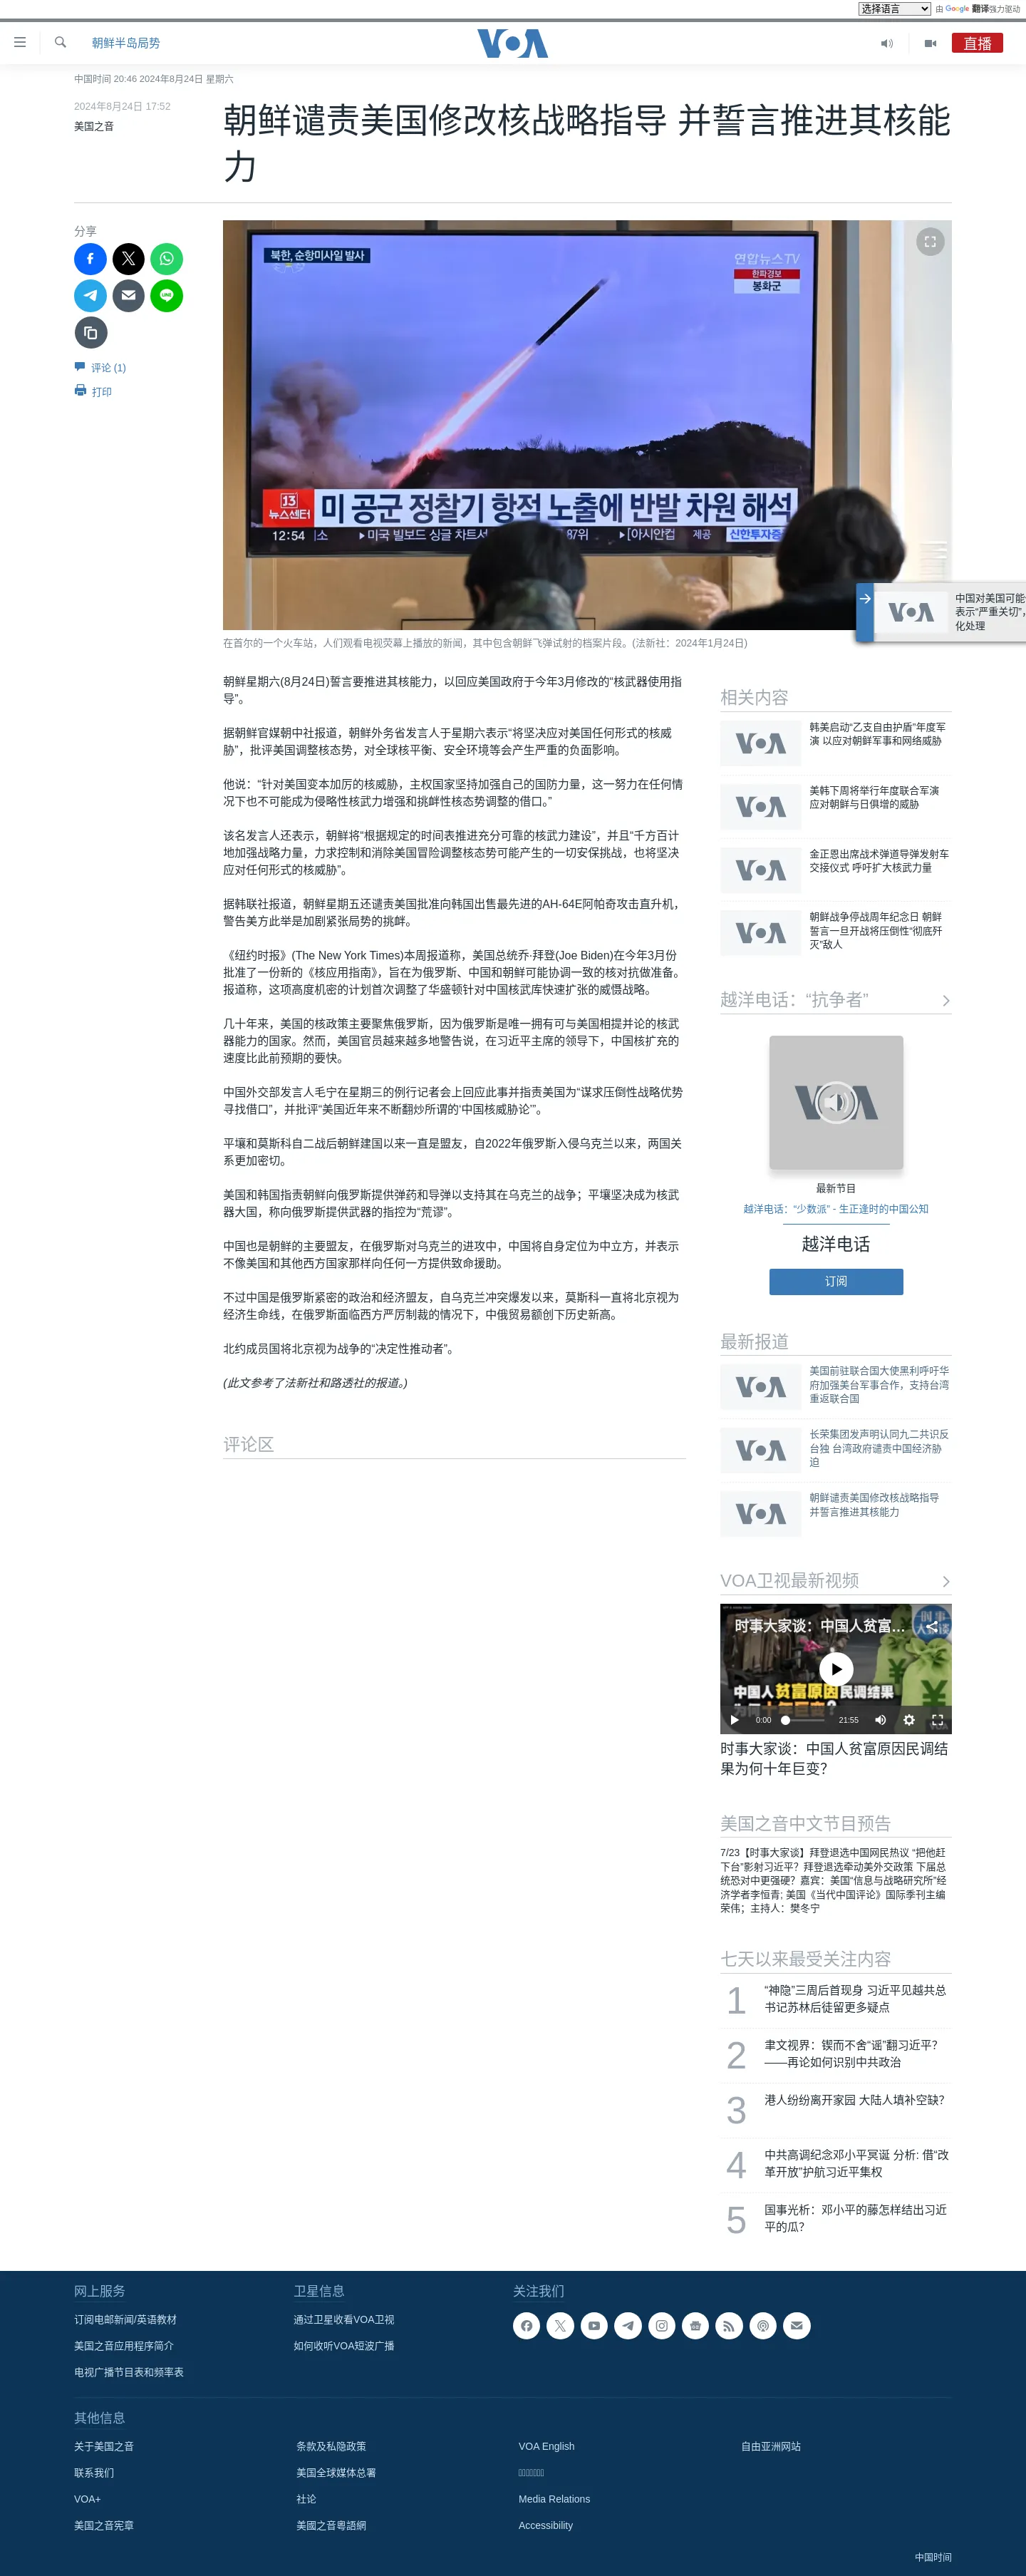 选择语言 由 Google 翻译强力驱动
朝鲜半岛局势
VOA
直播
中国时间 20:46 2024年8月24日 星期六
2024年8月24日 17:52
美国之音
朝鲜谴责美国修改核战略指导 并誓言推进其核能
力
分享
评论 (1)
打印
북한, 순항미사일 발사
연합뉴스TV
한파경보
봉화군
13
뉴스센터
미 공군 정찰기 항적 노출에 반발 차원 해석
12:54
▶미국 빌보드 싱글 차트서
87위
▶[아시안컵
제공
신한투자증
在首尔的一个火车站，人们观看电视荧幕上播放的新闻，其中包含朝鲜飞弹试射的档案片段。(法新社：2024年1月24日)
中国对美国可能
表示“严重关切”，
化处理
朝鲜星期六(8月24日)誓言要推进其核能力，以回应美国政府于今年3月修改的“核武器使用指
导”。
据朝鲜官媒朝中社报道，朝鲜外务省发言人于星期六表示“将坚决应对美国任何形式的核威
胁”，批评美国调整核态势，对全球核平衡、安全环境等会产生严重的负面影响。
他说：“针对美国变本加厉的核威胁，主权国家坚持加强自己的国防力量，这一努力在任何情
况下也不可能成为侵略性核武力增强和挑衅性核态势调整的借口。”
该名发言人还表示，朝鲜将“根据规定的时间表推进充分可靠的核武力建设”，并且“千方百计
地加强战略力量，力求控制和消除美国冒险调整核态势可能产生的一切安保挑战，也将坚决
应对任何形式的核威胁”。
据韩联社报道，朝鲜星期五还谴责美国批准向韩国出售最先进的AH-64E阿帕奇攻击直升机，
警告美方此举是加剧紧张局势的挑衅。
《纽约时报》(The New York Times)本周报道称，美国总统乔·拜登(Joe Biden)在今年3月份
批准了一份新的《核应用指南》，旨在为俄罗斯、中国和朝鲜可能协调一致的核对抗做准备。
报道称，这项高度机密的计划首次调整了华盛顿针对中国核武库快速扩张的威慑战略。
几十年来，美国的核政策主要聚焦俄罗斯，因为俄罗斯是唯一拥有可与美国相提并论的核武
器能力的国家。然而，美国官员越来越多地警告说，在习近平主席的领导下，中国核扩充的
速度比此前预期的要快。
中国外交部发言人毛宁在星期三的例行记者会上回应此事并指责美国为“谋求压倒性战略优势
寻找借口”，并批评“美国近年来不断翻炒所谓的‘中国核威胁论’”。
平壤和莫斯科自二战后朝鲜建国以来一直是盟友，自2022年俄罗斯入侵乌克兰以来，两国关
系更加密切。
美国和韩国指责朝鲜向俄罗斯提供弹药和导弹以支持其在乌克兰的战争；平壤坚决成为核武
器大国，称向俄罗斯提供武器的指控为“荒谬”。
中国也是朝鲜的主要盟友，在俄罗斯对乌克兰的进攻中，中国将自身定位为中立方，并表示
不像美国和其他西方国家那样向任何一方提供致命援助。
不过中国是俄罗斯紧密的政治和经济盟友，自乌克兰冲突爆发以来，莫斯科一直将北京视为
经济生命线，在俄罗斯面临西方严厉制裁的情况下，中俄贸易额创下历史新高。
北约成员国将北京视为战争的“决定性推动者”。
(此文参考了法新社和路透社的报道。)
评论区
相关内容
韩美启动“乙支自由护盾”年度军
演 以应对朝鲜军事和网络威胁
美韩下周将举行年度联合军演
应对朝鲜与日俱增的威胁
金正恩出席战术弹道导弹发射车
交接仪式 呼吁扩大核武力量
朝鲜战争停战周年纪念日 朝鲜
誓言一旦开战将压倒性“彻底歼
灭”敌人
越洋电话：“抗争者”
最新节目
越洋电话：“少数派” - 生正逢时的中国公知
越洋电话
订阅
最新报道
美国前驻联合国大使黑利呼吁华
府加强美台军事合作，支持台湾
重返联合国
长荣集团发声明认同九二共识反
台独 台湾政府谴责中国经济胁
迫
朝鲜谴责美国修改核战略指导
并誓言推进其核能力
VOA卫视最新视频
时事大家谈：中国人贫富…
中国人贫富原因民调结果
为何十年巨变？
0:00
21:55
时事大家谈：中国人贫富原因民调结
果为何十年巨变？
美国之音中文节目预告
7/23【时事大家谈】拜登退选中国网民热议 “把他赶
下台”影射习近平？拜登退选牵动美外交政策 下届总
统恐对中更强硬？嘉宾：美国“信息与战略研究所”经
济学者李恒青; 美国《当代中国评论》国际季刊主编
荣伟；主持人：樊冬宁
七天以来最受关注内容
1 “神隐”三周后首现身 习近平见越共总
书记苏林后徒留更多疑点
2 聿文视界：锲而不舍“谣”翻习近平？
——再论如何识别中共政治
3 港人纷纷离开家园 大陆人填补空缺？
4 中共高调纪念邓小平冥诞 分析: 借“改
革开放”护航习近平集权
5 国事光析：邓小平的藤怎样结出习近
平的瓜？
网上服务
订阅电邮新闻/英语教材
美国之音应用程序简介
电视广播节目表和频率表
卫星信息
通过卫星收看VOA卫视
如何收听VOA短波广播
关注我们
其他信息
关于美国之音
联系我们
VOA+
美国之音宪章
条款及私隐政策
美国全球媒体总署
社论
美國之音粵語網
VOA English
Media Relations
Accessibility
自由亚洲网站
中国时间